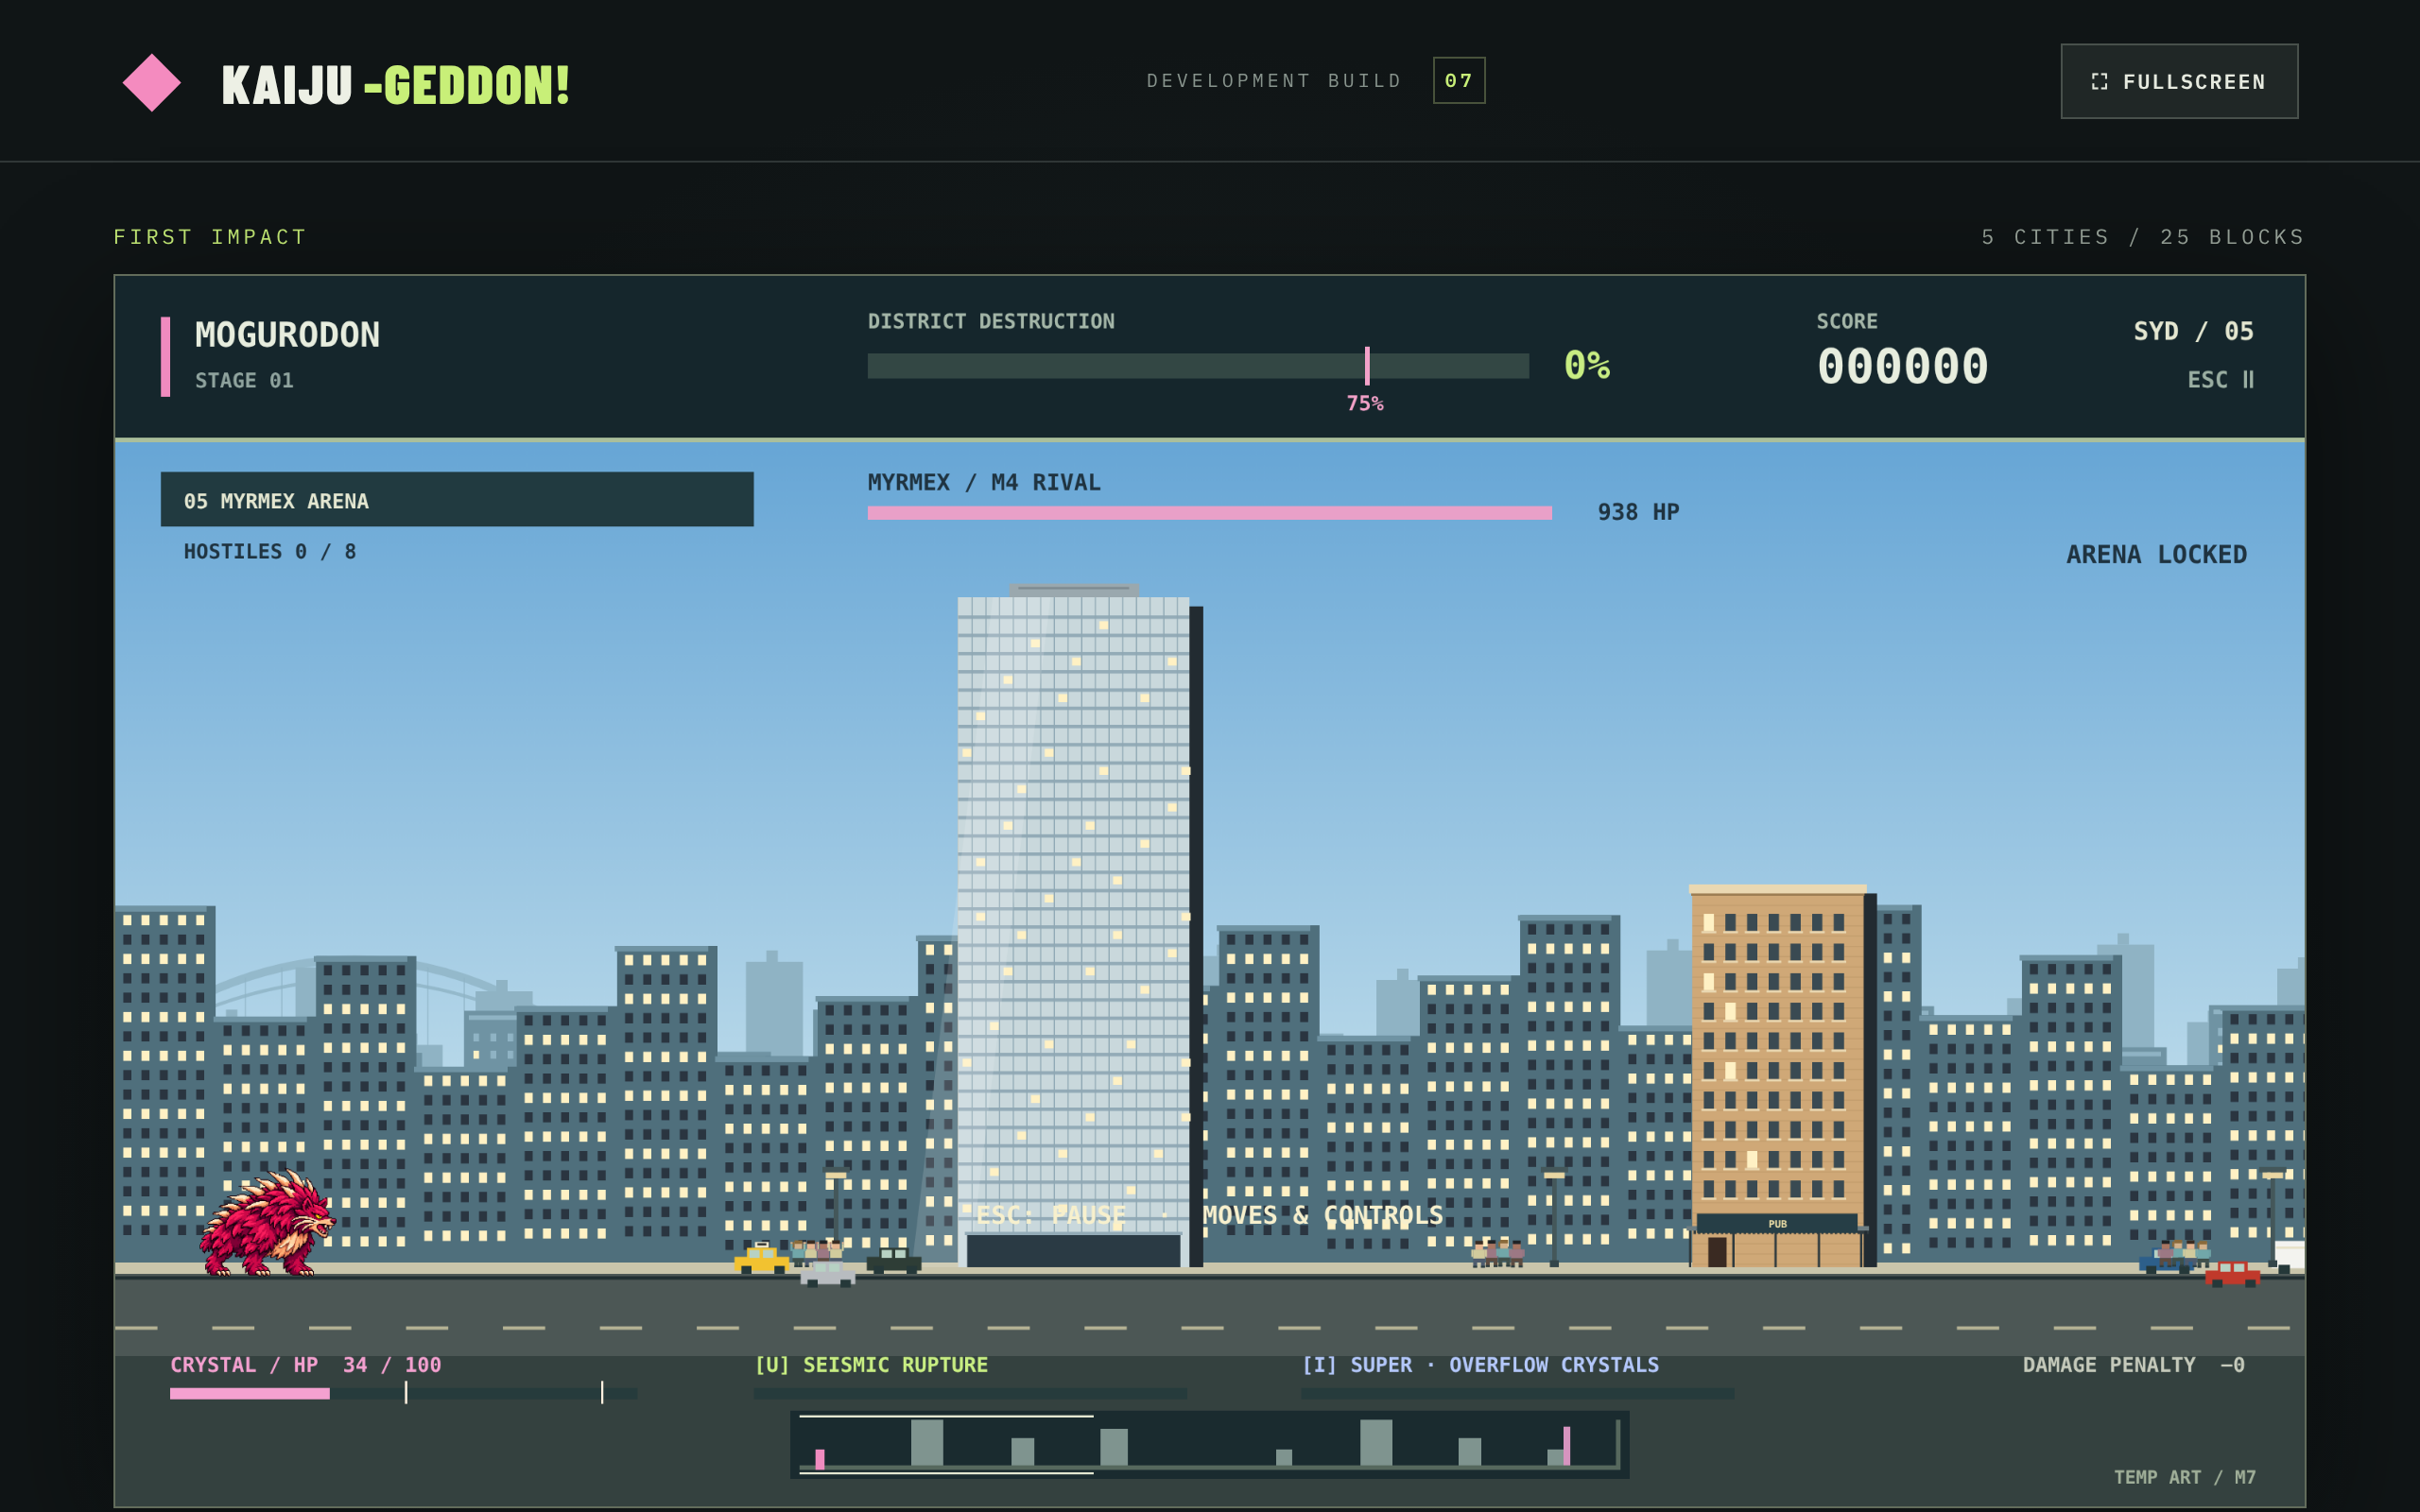 KAIJU-GEDDON!
DEVELOPMENT BUILD 07
FULLSCREEN
FIRST IMPACT
5 CITIES / 25 BLOCKS
MOGURODON
STAGE 01
DISTRICT DESTRUCTION
0%
75%
SCORE
000000
SYD / 05
ESC II
05 MYRMEX ARENA
HOSTILES 0 / 8
MYRMEX / M4 RIVAL
938 HP
ARENA LOCKED
PUB
ESC: PAUSE · MOVES & CONTROLS
CRYSTAL / HP 34 / 100
[U] SEISMIC RUPTURE
[I] SUPER · OVERFLOW CRYSTALS
DAMAGE PENALTY −0
TEMP ART / M7